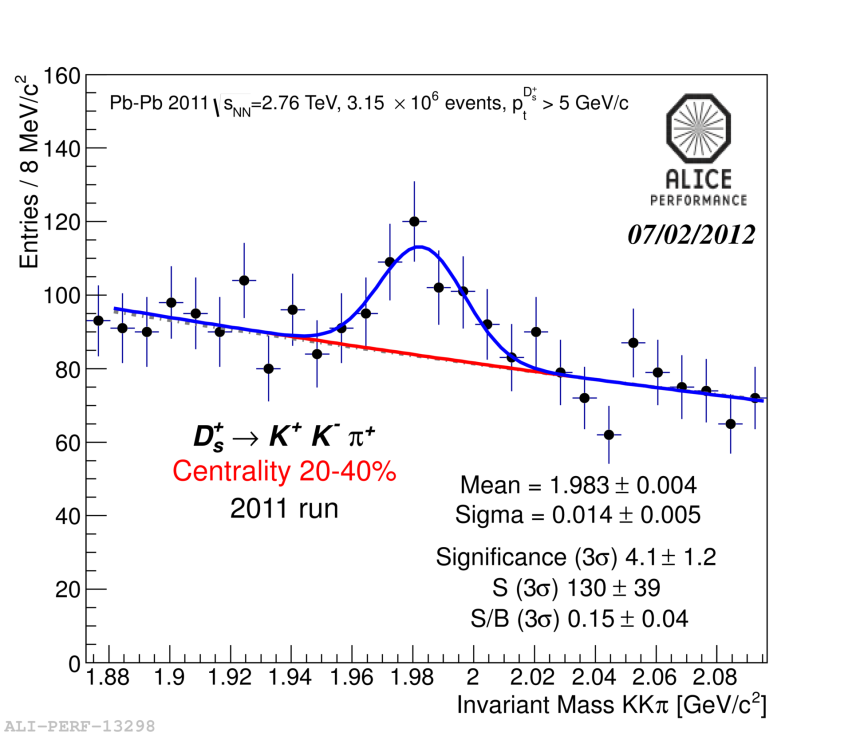 Pb-Pb 2011 √sNN=2.76 TeV, 3.15 ×10⁶ events, ptDs+ > 5 GeV/c
ALICE
PERFORMANCE
07/02/2012
Entries / 8 MeV/c²
160
140
120
100
80
60
40
20
0
Ds+ → K+ K- π+
Centrality 20-40%
2011 run
Mean = 1.983 ± 0.004
Sigma = 0.014 ± 0.005
Significance (3σ) 4.1 ± 1.2
S (3σ) 130 ± 39
S/B (3σ) 0.15 ± 0.04
1.88 1.9 1.92 1.94 1.96 1.98 2 2.02 2.04 2.06 2.08
Invariant Mass KKπ [GeV/c²]
ALI-PERF-13298